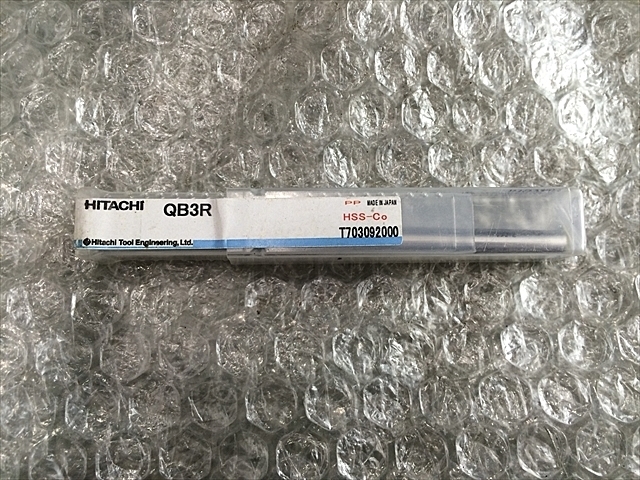 HITACHI QB3R
PP MADE IN JAPAN
HSS-Co
T703092000
Hitachi Tool Engineering, Ltd.